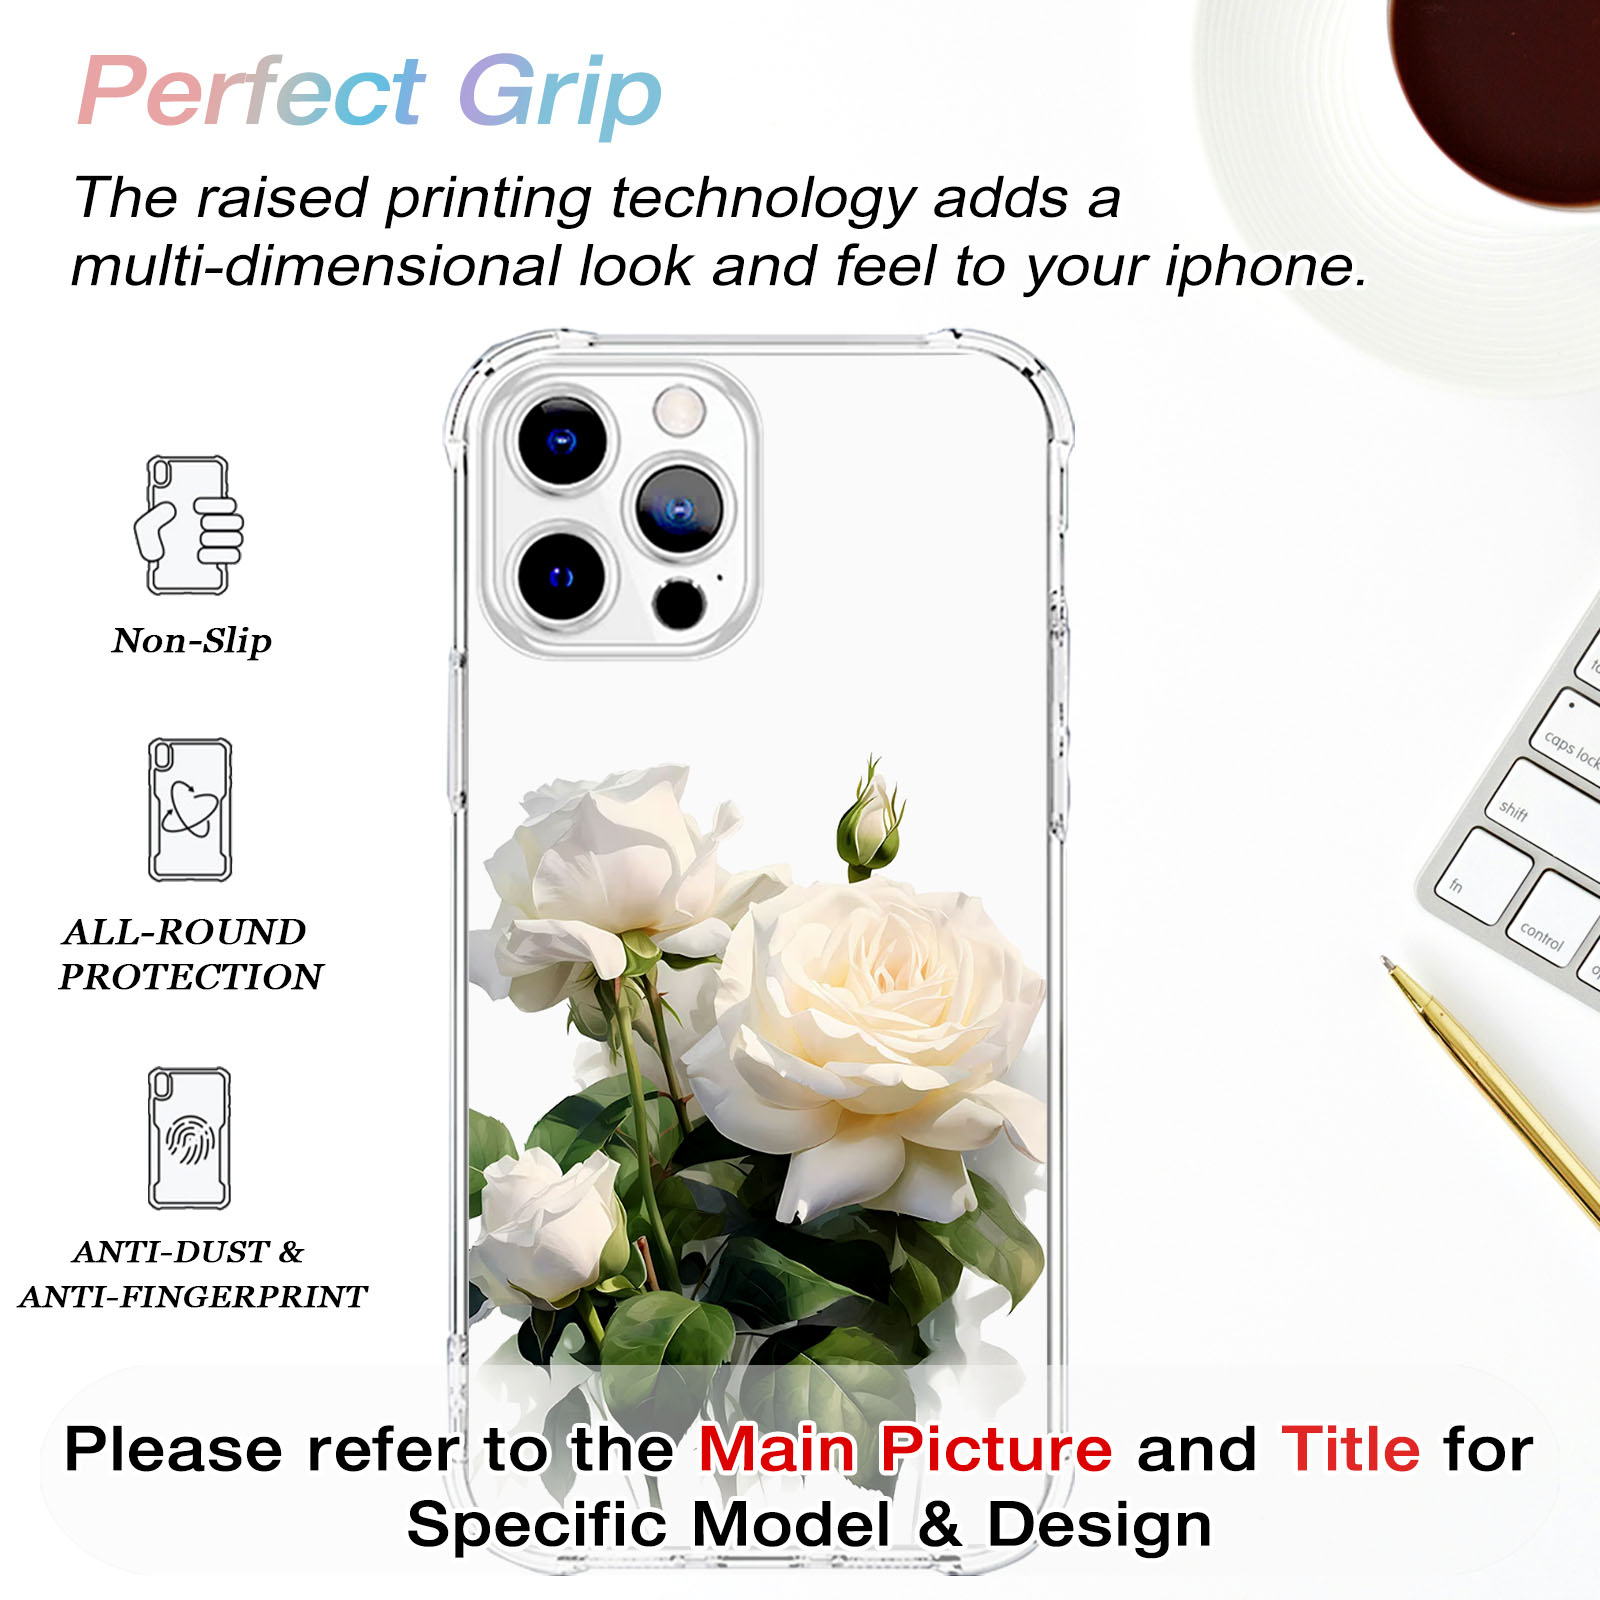 Perfect Grip
The raised printing technology adds a
multi-dimensional look and feel to your iphone.
Non-Slip
ALL-ROUND
PROTECTION
ANTI-DUST &
ANTI-FINGERPRINT
caps lock
shift
fn
control
Please refer to the Main Picture and Title for
Specific Model & Design